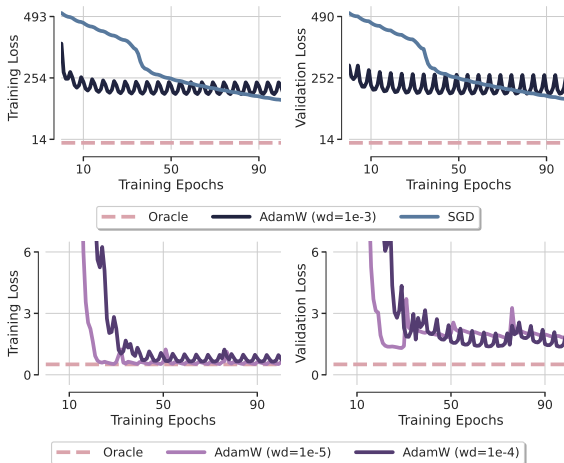 Training Loss
493
254
14
10
50
90
Training Epochs
Validation Loss
490
252
14
10
50
90
Training Epochs
Oracle
AdamW (wd=1e-3)
SGD
Training Loss
6
3
0
10
50
90
Training Epochs
Validation Loss
6
3
0
10
50
90
Training Epochs
Oracle
AdamW (wd=1e-5)
AdamW (wd=1e-4)